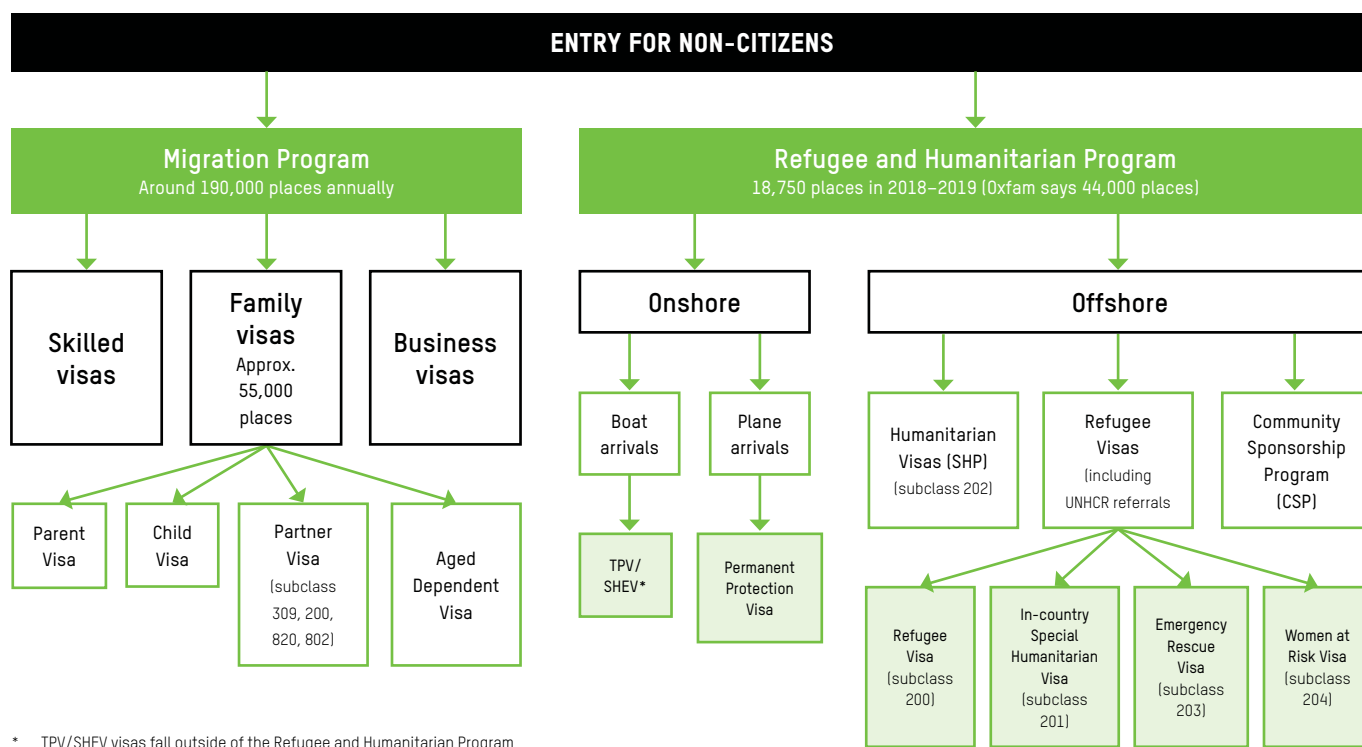 ENTRY FOR NON-CITIZENS
Migration Program
Around 190,000 places annually
Refugee and Humanitarian Program
18,750 places in 2018–2019 (Oxfam says 44,000 places)
Skilled
visas
Family
visas
Approx.
55,000
places
Business
visas
Onshore
Offshore
Boat
arrivals
Plane
arrivals
Humanitarian
Visas (SHP)
(subclass 202)
Refugee
Visas
(including
UNHCR referrals
Community
Sponsorship
Program
(CSP)
Parent
Visa
Child
Visa
Partner
Visa
(subclass
309, 200,
820, 802)
Aged
Dependent
Visa
TPV/
SHEV*
Permanent
Protection
Visa
Refugee
Visa
(subclass
200)
In-country
Special
Humanitarian
Visa
(subclass
201)
Emergency
Rescue
Visa
(subclass
203)
Women at
Risk Visa
(subclass
204)
* TPV/SHEV visas fall outside of the Refugee and Humanitarian Program